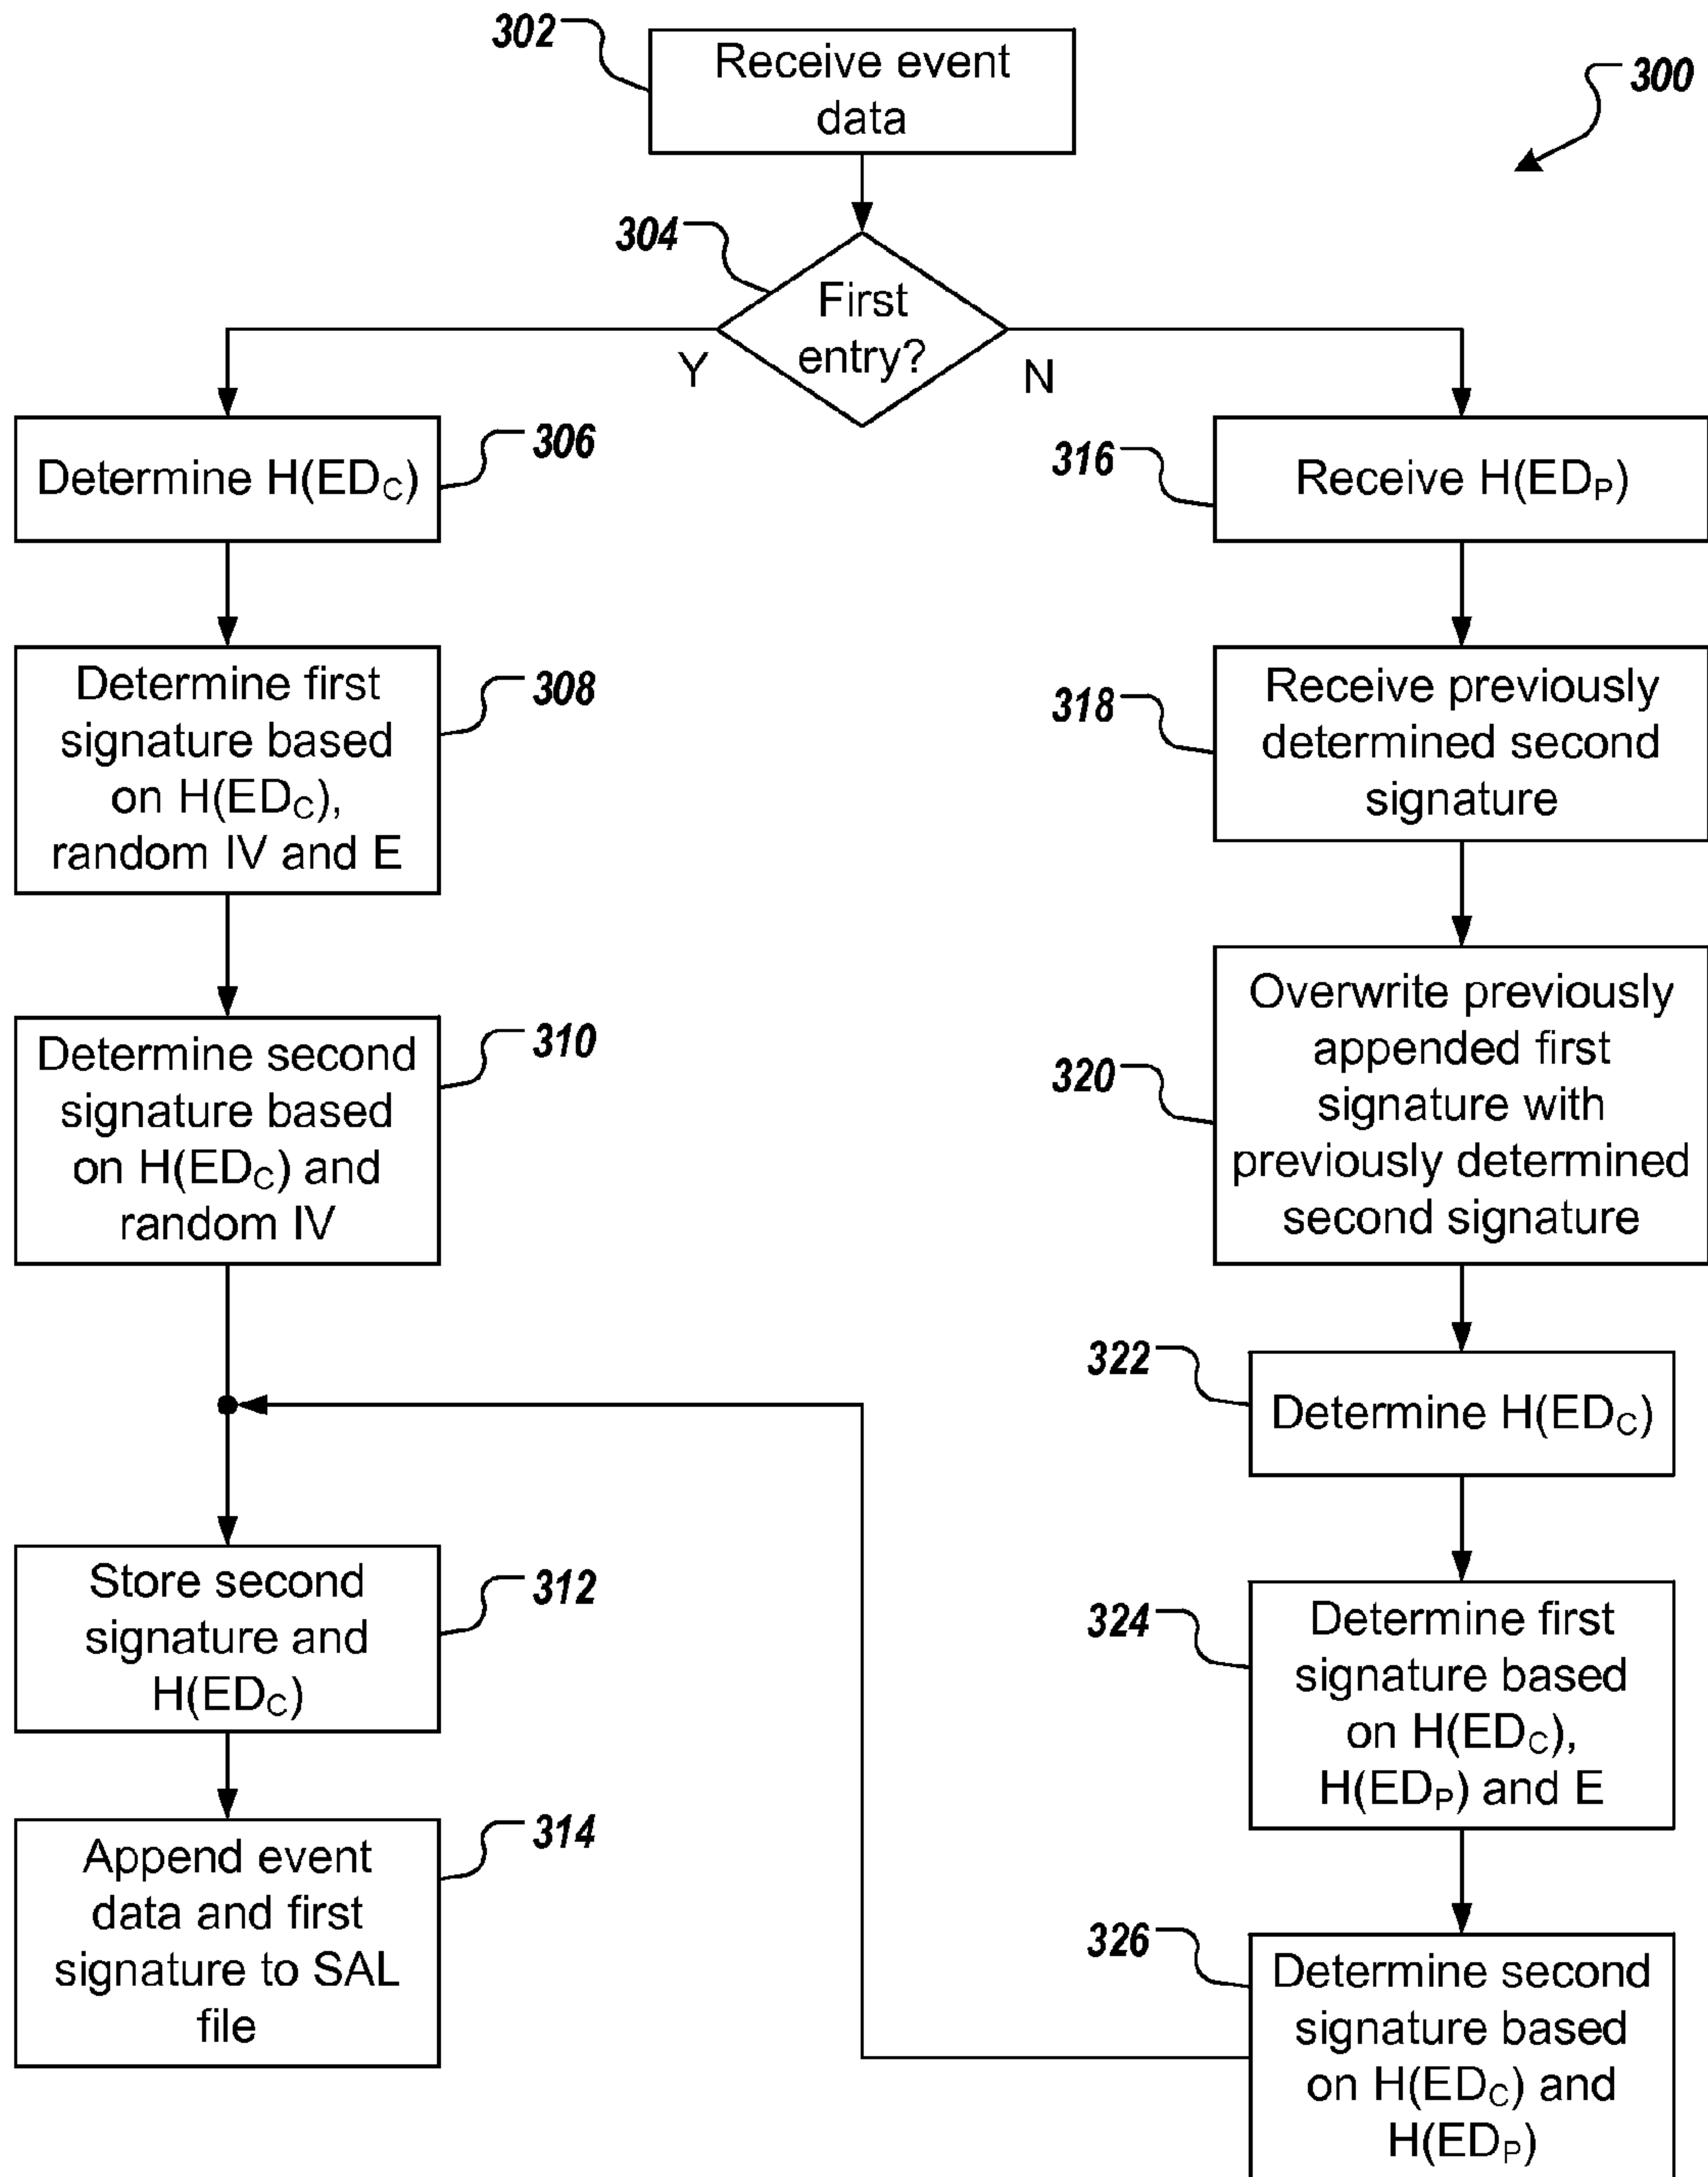 302
Receive event
data
300
304
First
entry?
Y
N
306
Determine H(EDC)
308
Determine first
signature based
on H(EDC),
random IV and E
310
Determine second
signature based
on H(EDC) and
random IV
312
Store second
signature and
H(EDC)
314
Append event
data and first
signature to SAL
file
316
Receive H(EDP)
318
Receive previously
determined second
signature
320
Overwrite previously
appended first
signature with
previously determined
second signature
322
Determine H(EDC)
324
Determine first
signature based
on H(EDC),
H(EDP) and E
326
Determine second
signature based
on H(EDC) and
H(EDP)